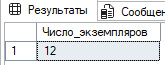 Результаты Сообщен
Число_экземпляров
1 12